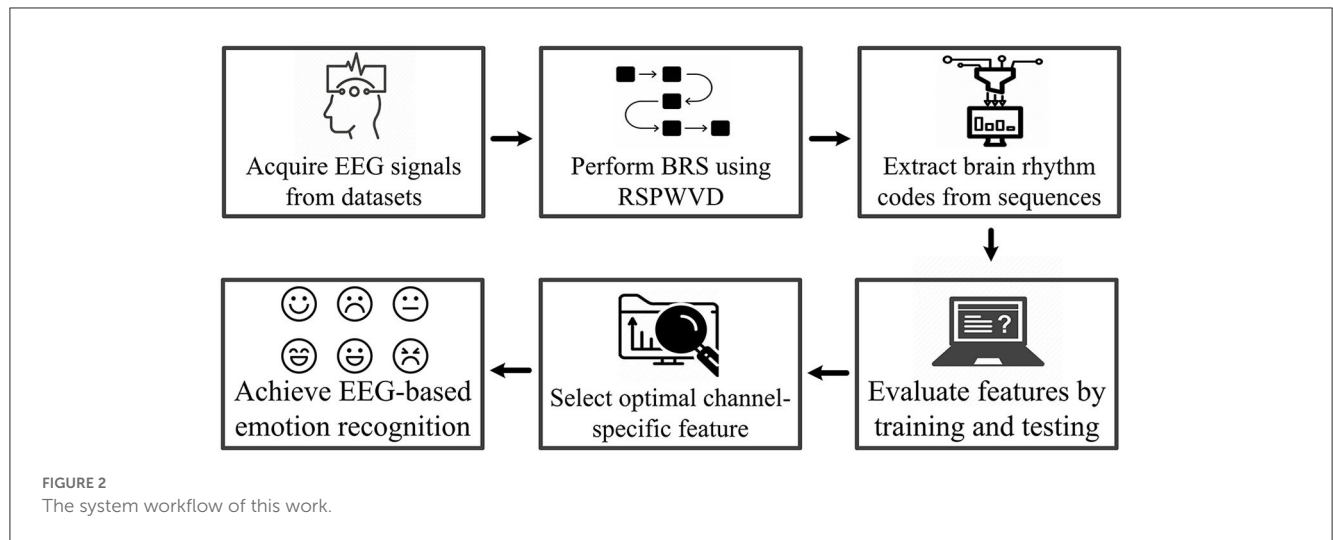 Acquire EEG signals
from datasets
Perform BRS using
RSPWVD
Extract brain rhythm
codes from sequences
?
Evaluate features by
training and testing
Select optimal channel-
specific feature
Achieve EEG-based
emotion recognition
FIGURE 2
The system workflow of this work.